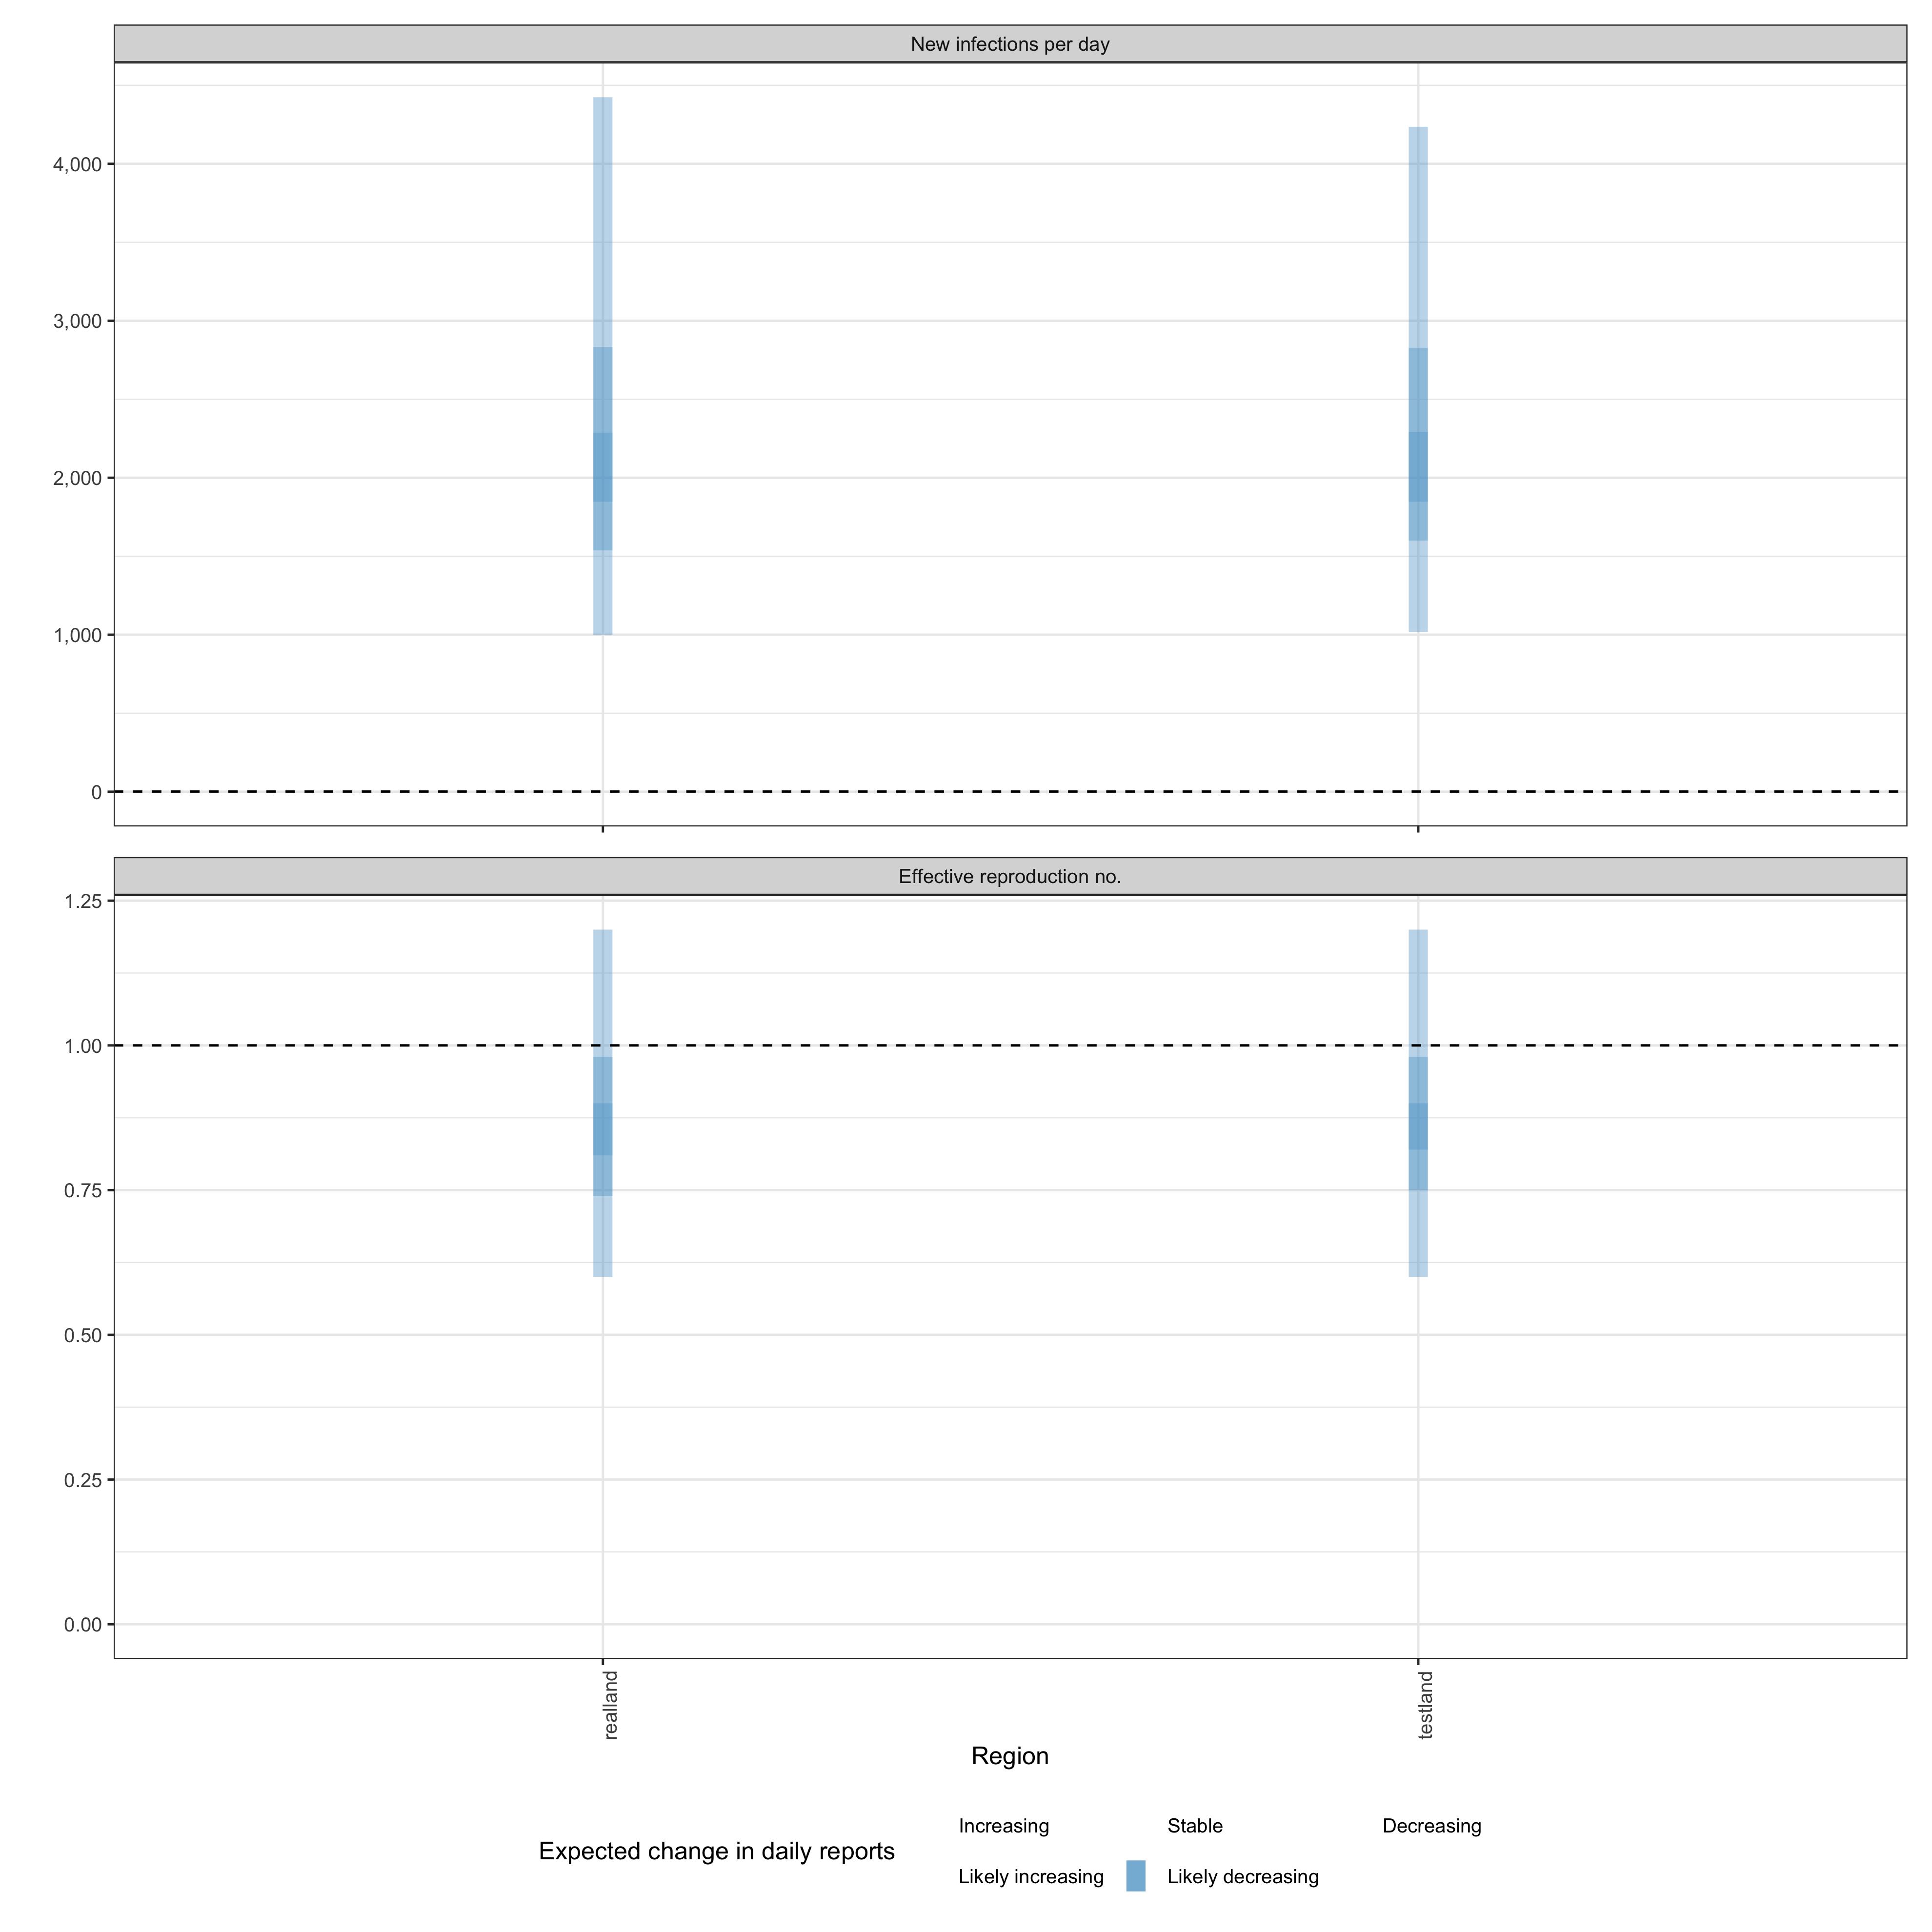 New infections per day
4,000
3,000
2,000
1,000
0
Effective reproduction no.
1.25
1.00
0.75
0.50
0.25
0.00
realland
testland
Region
Expected change in daily reports
Increasing
Stable
Decreasing
Likely increasing
Likely decreasing